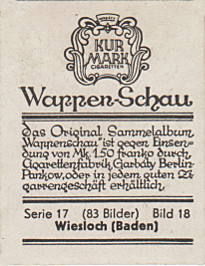 KUR
MARK
CIGARETTEN
Wappen-Schau
Das Original Sammelalbum
„Wappenschau“ ist gegen Einsen-
dung von Mk. 1.50 franko durch
Cigarettenfabrik Garbáty Berlin-
Pankow, oder in jedem guten Zi-
garrengeschäft erhältlich.
Serie 17 (83 Bilder) Bild 18
Wiesloch (Baden)